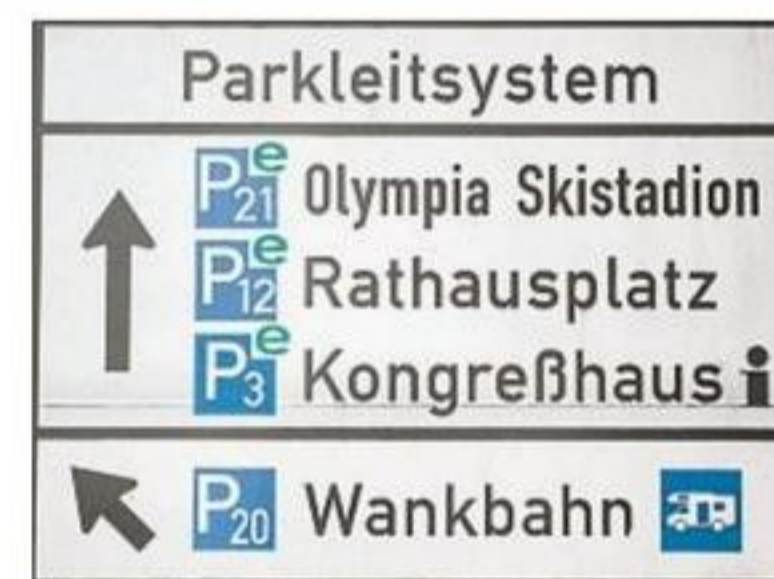 Parkleitsystem
P21 e Olympia Skistadion
P12 e Rathausplatz
P3 e Kongreßhaus i
P20 Wankbahn